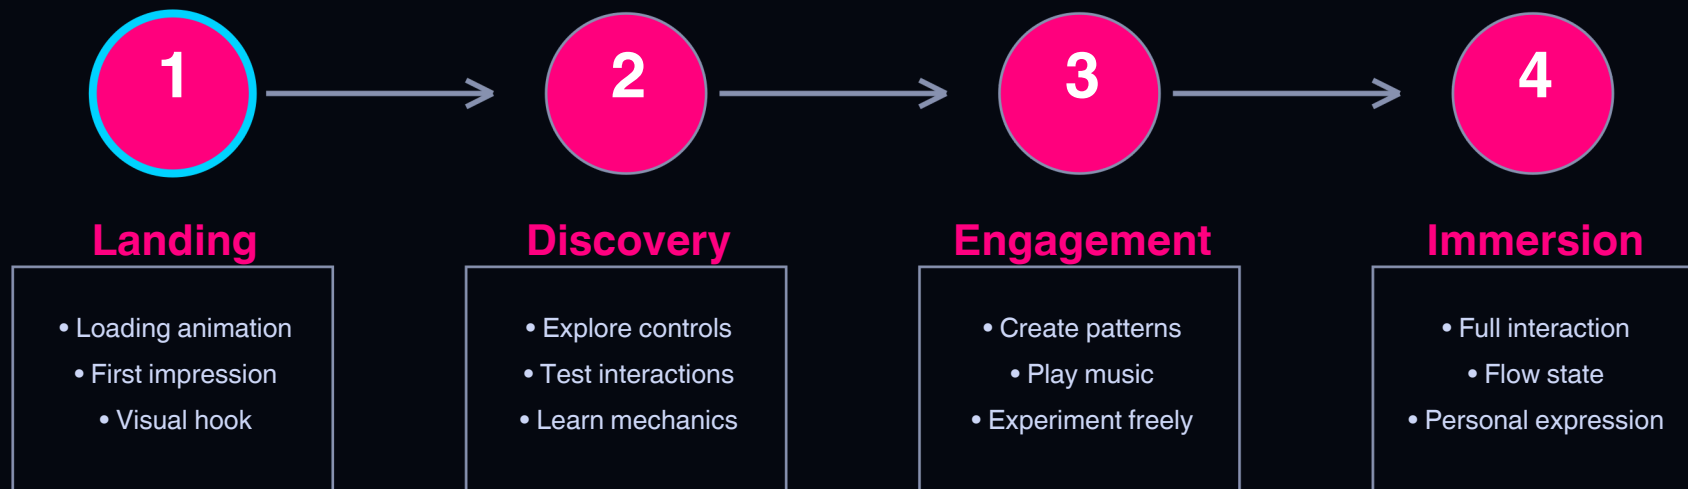 1
2
3
4
Landing
• Loading animation
• First impression
• Visual hook
Discovery
• Explore controls
• Test interactions
• Learn mechanics
Engagement
• Create patterns
• Play music
• Experiment freely
Immersion
• Full interaction
• Flow state
• Personal expression